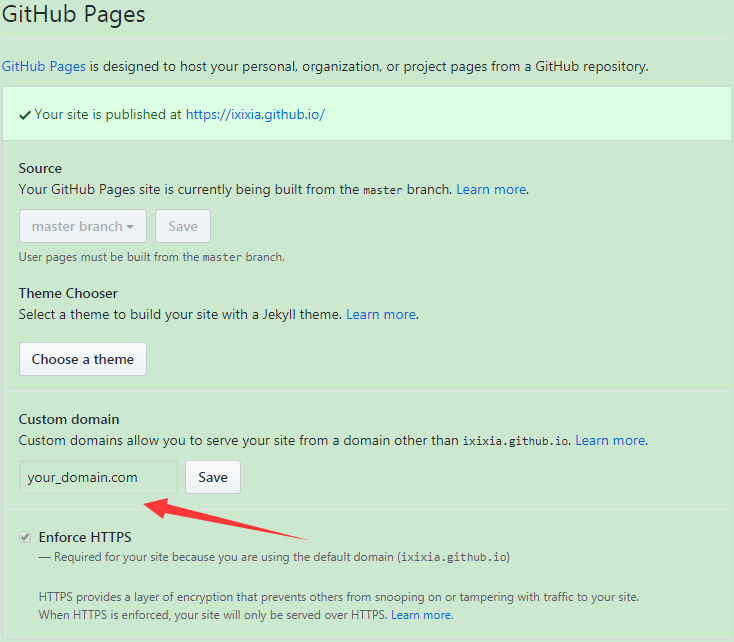 GitHub Pages
GitHub Pages is designed to host your personal, organization, or project pages from a GitHub repository.
Your site is published at https://ixixia.github.io/
Source
Your GitHub Pages site is currently being built from the master branch. Learn more.
master branch Save
User pages must be built from the master branch.
Theme Chooser
Select a theme to build your site with a Jekyll theme. Learn more.
Choose a theme
Custom domain
Custom domains allow you to serve your site from a domain other than ixixia.github.io. Learn more.
your_domain.com Save
Enforce HTTPS
— Required for your site because you are using the default domain (ixixia.github.io)
HTTPS provides a layer of encryption that prevents others from snooping on or tampering with traffic to your site.
When HTTPS is enforced, your site will only be served over HTTPS. Learn more.